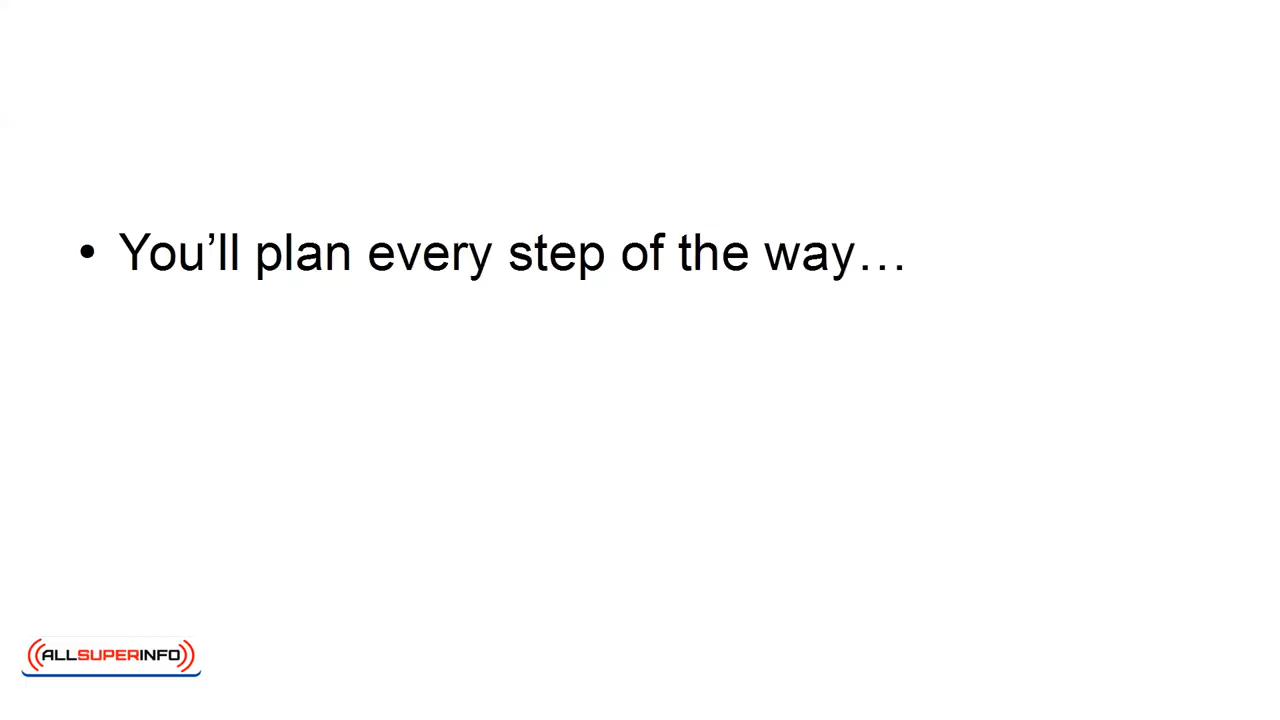 • You’ll plan every step of the way…
((ALLSUPERINFO))